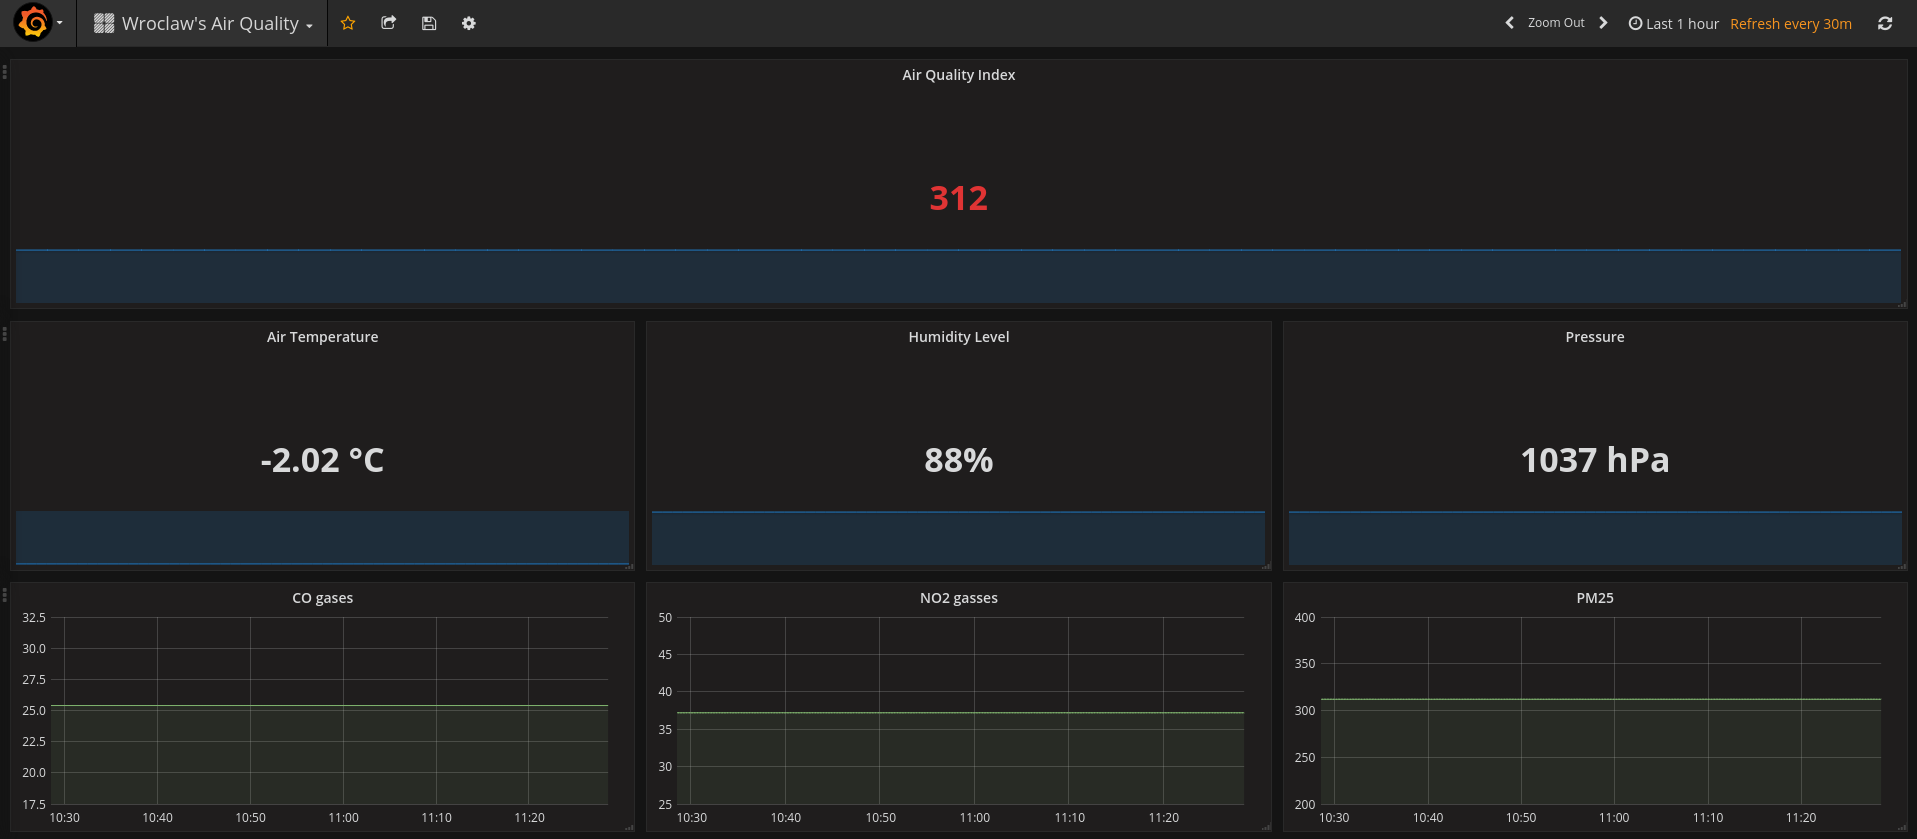 Wroclaw's Air Quality
Zoom Out
Last 1 hour
Refresh every 30m
Air Quality Index
312
Air Temperature
-2.02 °C
Humidity Level
88%
Pressure
1037 hPa
CO gases
32.5
30.0
27.5
25.0
22.5
20.0
17.5
10:30 10:40 10:50 11:00 11:10 11:20
NO2 gasses
50
45
40
35
30
25
10:30 10:40 10:50 11:00 11:10 11:20
PM25
400
350
300
250
200
10:30 10:40 10:50 11:00 11:10 11:20